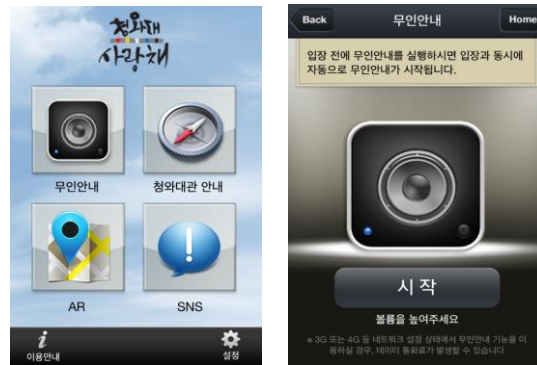 청와대
사랑채
무인안내
청와대관 안내
AR
SNS
이용안내
설정
Back
무인안내
Home
입장 전에 무인안내를 실행하시면 입장과 동시에
자동으로 무인안내가 시작됩니다.
시 작
볼륨을 높여주세요
※ 3G 또는 4G 등 네트워크 설정 상태에서 무인안내 기능을 이
용하실 경우, 데이터 통화료가 발생할 수 있습니다